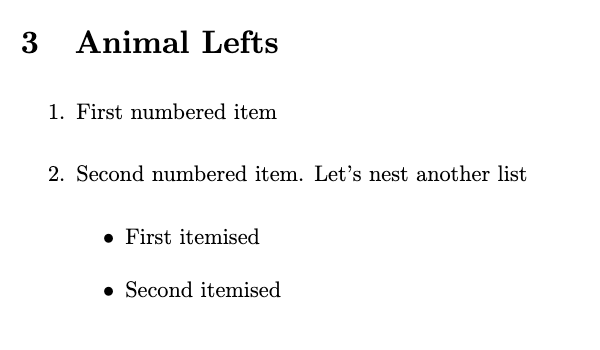 3 Animal Lefts
1. First numbered item
2. Second numbered item. Let's nest another list
• First itemised
• Second itemised